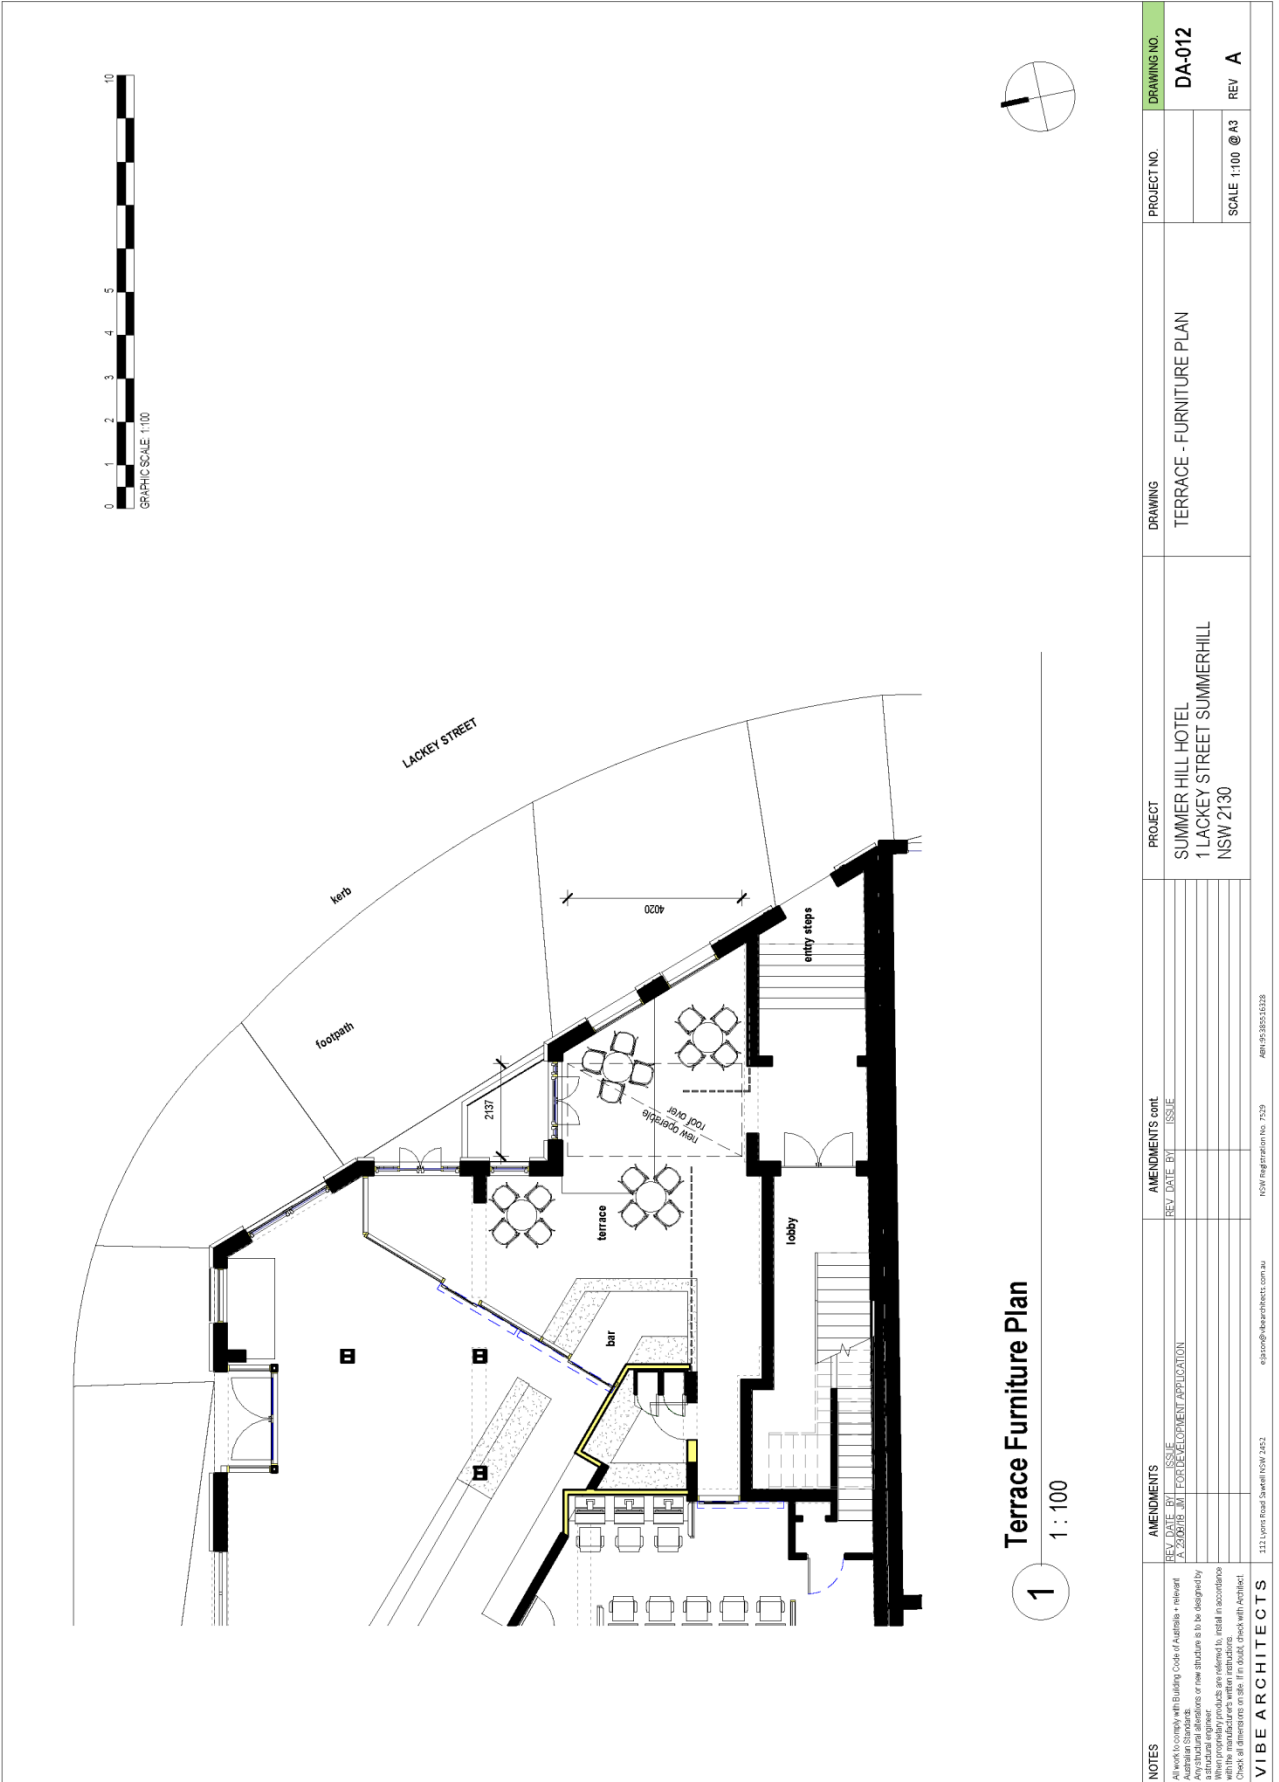 0 1 2 3 4 5 10
GRAPHIC SCALE: 1:100
LACKEY STREET
kerb
footpath
4020
2137
entry steps
new operable
roof over
terrace
lobby
bar
1
Terrace Furniture Plan
1 : 100
NOTES
All work to comply with Building Code of Australia + relevant
Australian Standards.
Any structural alterations or new structure is to be designed by
a structural engineer.
When proprietary products are referred to, install in accordance
with the manufacturer's written instructions.
Check all dimensions on site. If in doubt, check with Architect.
AMENDMENTS
REV DATE BY ISSUE
A 23/08/18 JM FOR DEVELOPMENT APPLICATION
AMENDMENTS cont.
REV DATE BY ISSUE
PROJECT
SUMMER HILL HOTEL
1 LACKEY STREET SUMMERHILL
NSW 2130
DRAWING
TERRACE - FURNITURE PLAN
PROJECT NO.
SCALE 1:100 @ A3
DRAWING NO.
DA-012
REV A
VIBE ARCHITECTS
112 Lyons Road Sawtell NSW 2452
NSW Registration No. 7529
ABN:95385516328